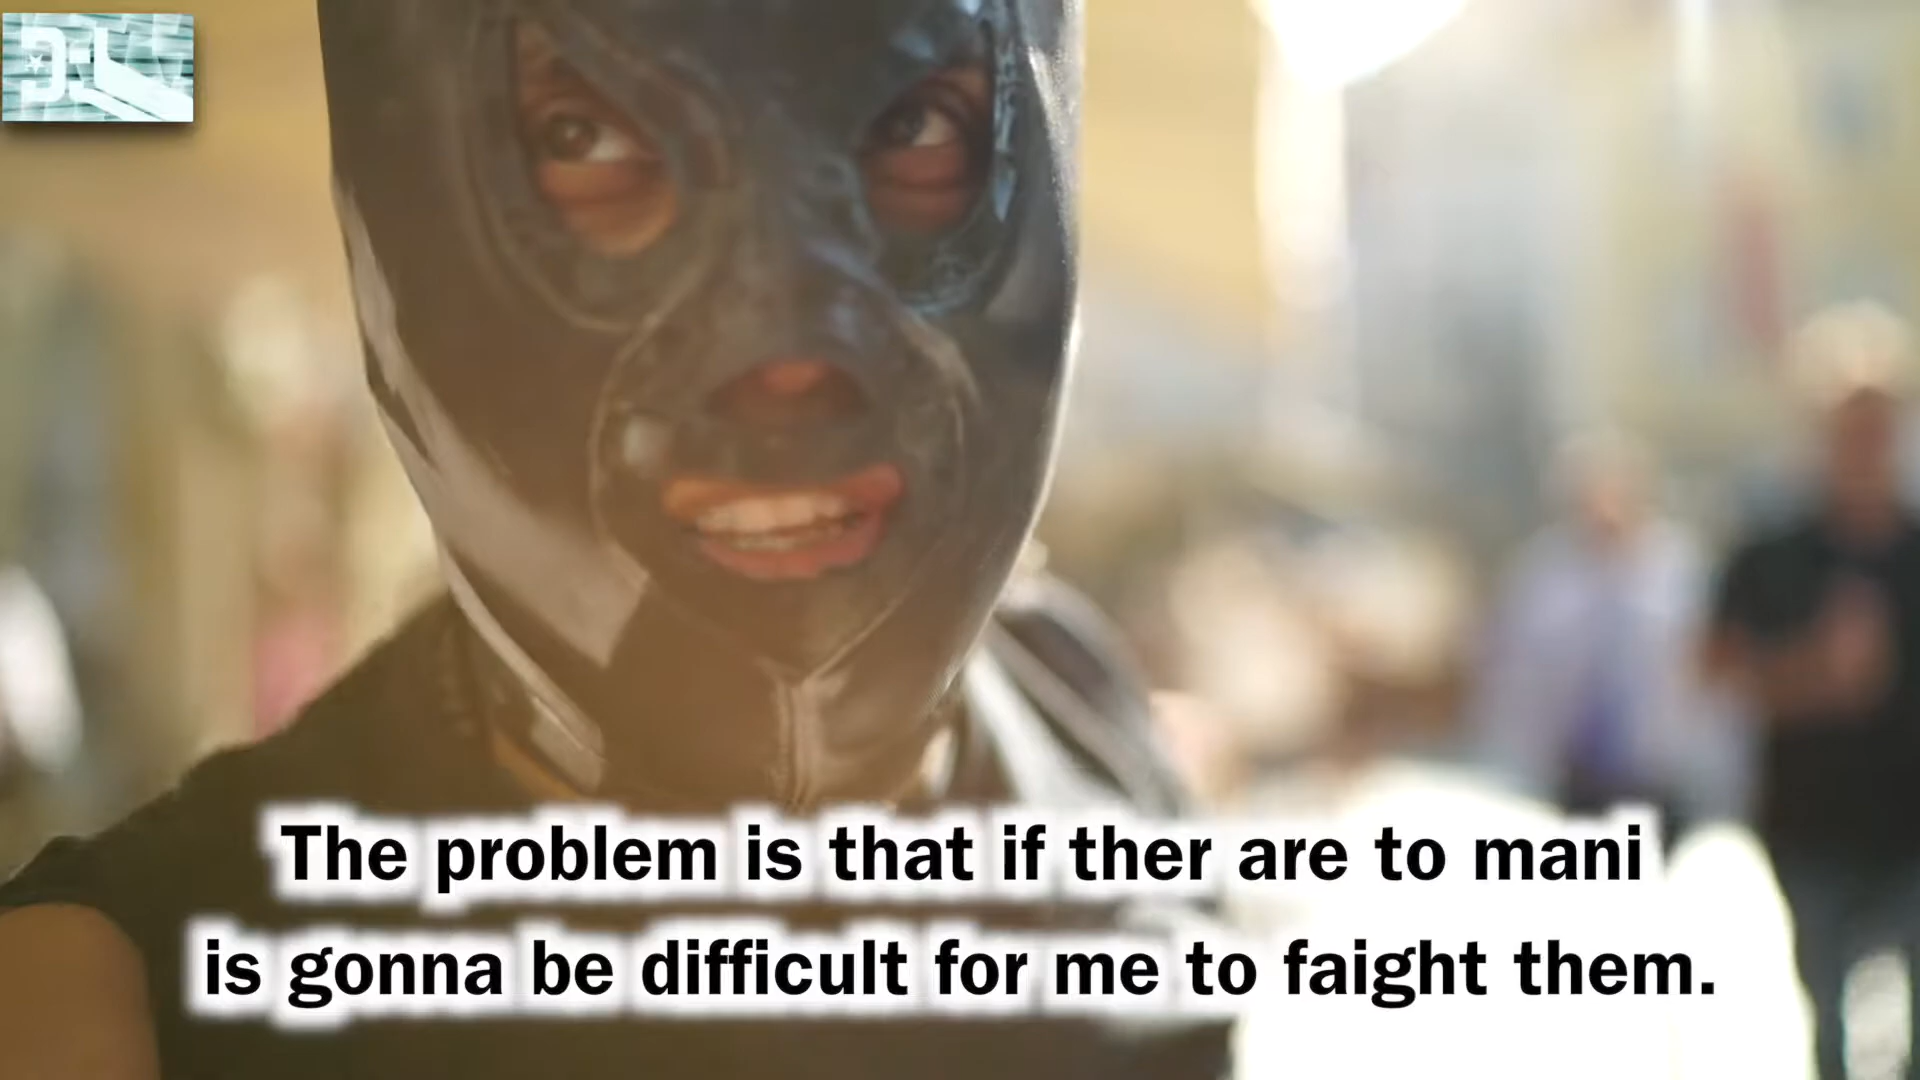 The problem is that if ther are to mani
is gonna be difficult for me to faight them.